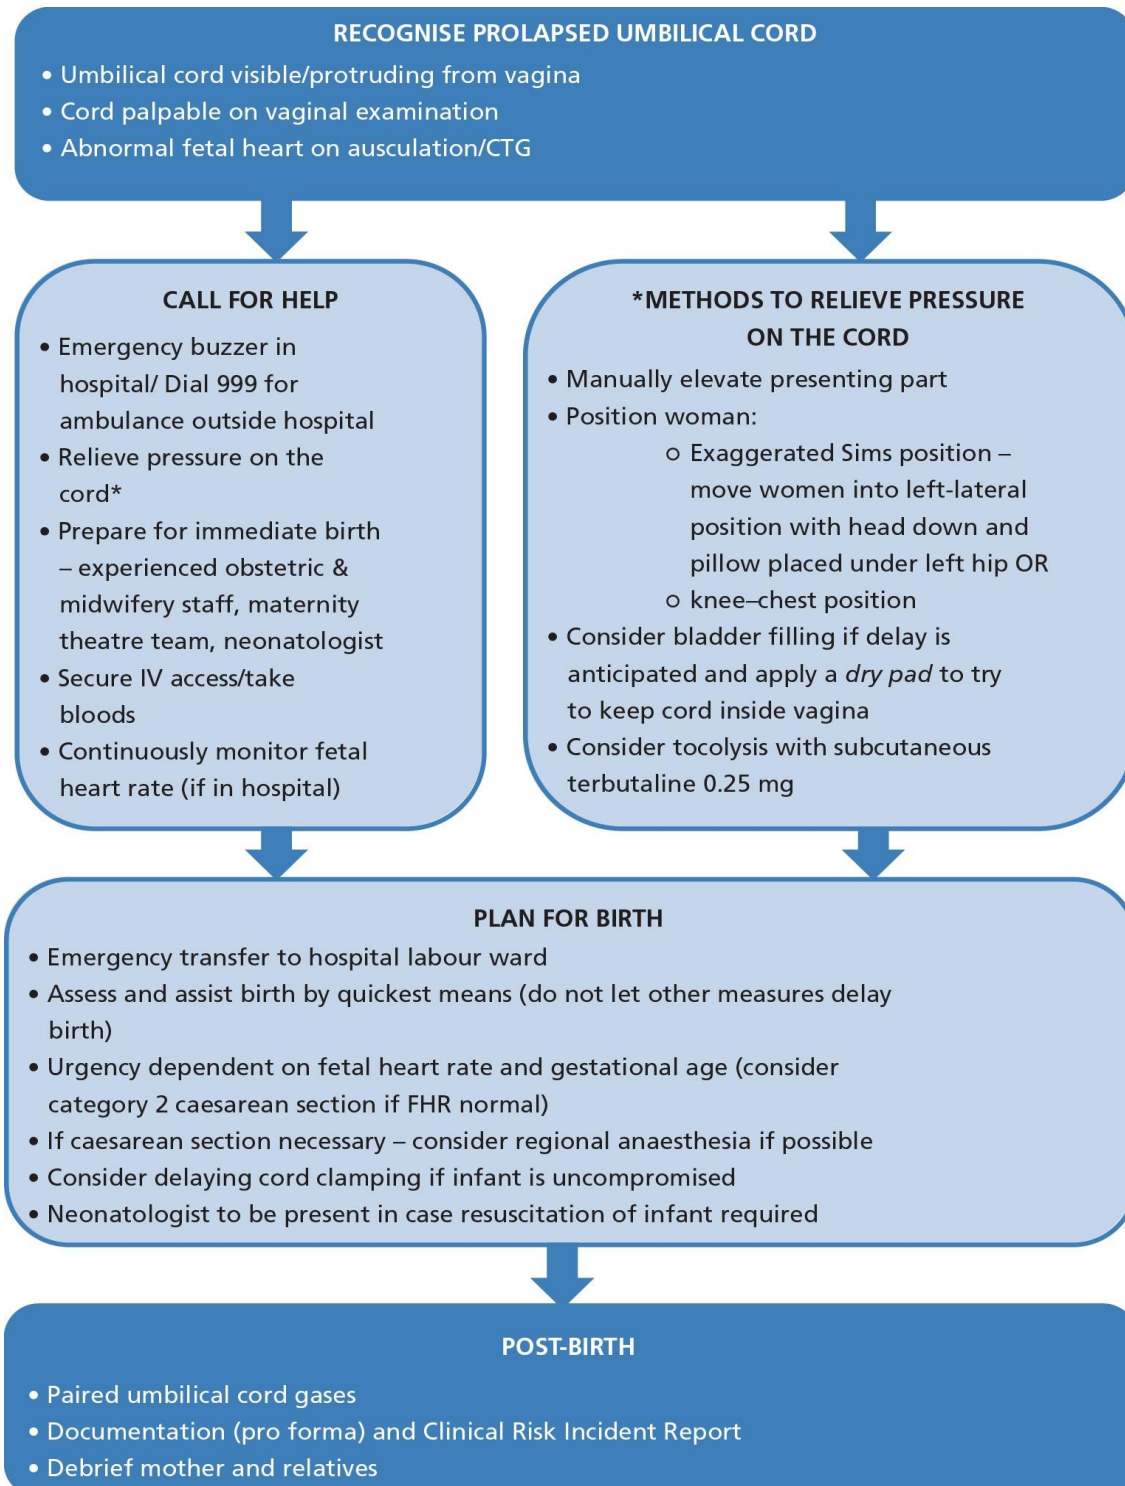 RECOGNISE PROLAPSED UMBILICAL CORD
• Umbilical cord visible/protruding from vagina
• Cord palpable on vaginal examination
• Abnormal fetal heart on ausculation/CTG
CALL FOR HELP
• Emergency buzzer in
hospital/ Dial 999 for
ambulance outside hospital
• Relieve pressure on the
cord*
• Prepare for immediate birth
– experienced obstetric &
midwifery staff, maternity
theatre team, neonatologist
• Secure IV access/take
bloods
• Continuously monitor fetal
heart rate (if in hospital)
*METHODS TO RELIEVE PRESSURE
ON THE CORD
• Manually elevate presenting part
• Position woman:
○ Exaggerated Sims position –
move women into left-lateral
position with head down and
pillow placed under left hip OR
○ knee–chest position
• Consider bladder filling if delay is
anticipated and apply a dry pad to try
to keep cord inside vagina
• Consider tocolysis with subcutaneous
terbutaline 0.25 mg
PLAN FOR BIRTH
• Emergency transfer to hospital labour ward
• Assess and assist birth by quickest means (do not let other measures delay
birth)
• Urgency dependent on fetal heart rate and gestational age (consider
category 2 caesarean section if FHR normal)
• If caesarean section necessary – consider regional anaesthesia if possible
• Consider delaying cord clamping if infant is uncompromised
• Neonatologist to be present in case resuscitation of infant required
POST-BIRTH
• Paired umbilical cord gases
• Documentation (pro forma) and Clinical Risk Incident Report
• Debrief mother and relatives